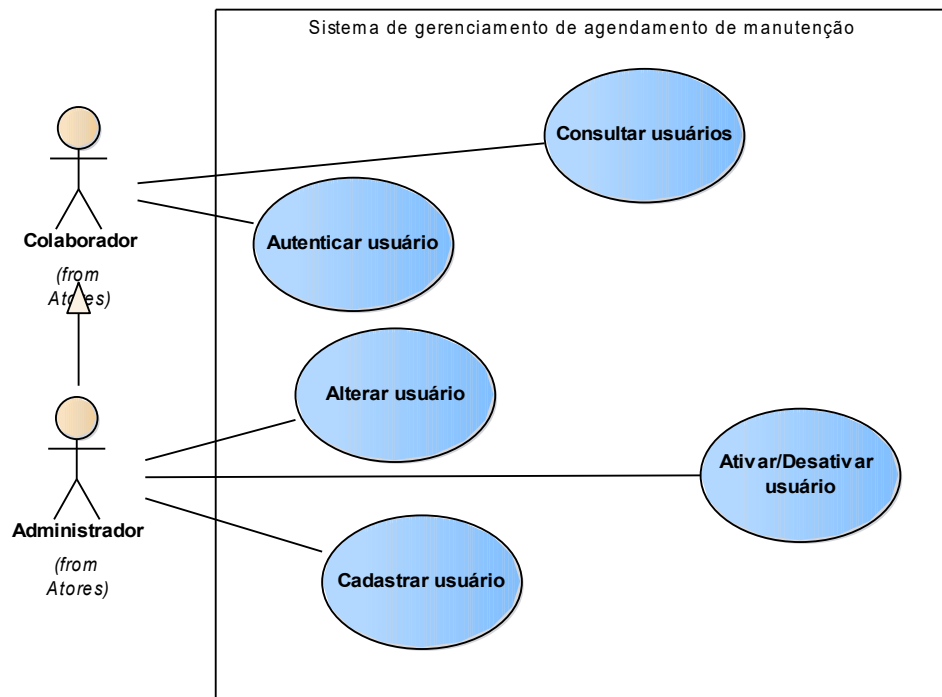 Sistema de gerenciamento de agendamento de manutenção
Consultar usuários
Autenticar usuário
Colaborador
(from
Atores)
Alterar usuário
Ativar/Desativar
usuário
Administrador
(from
Atores)
Cadastrar usuário